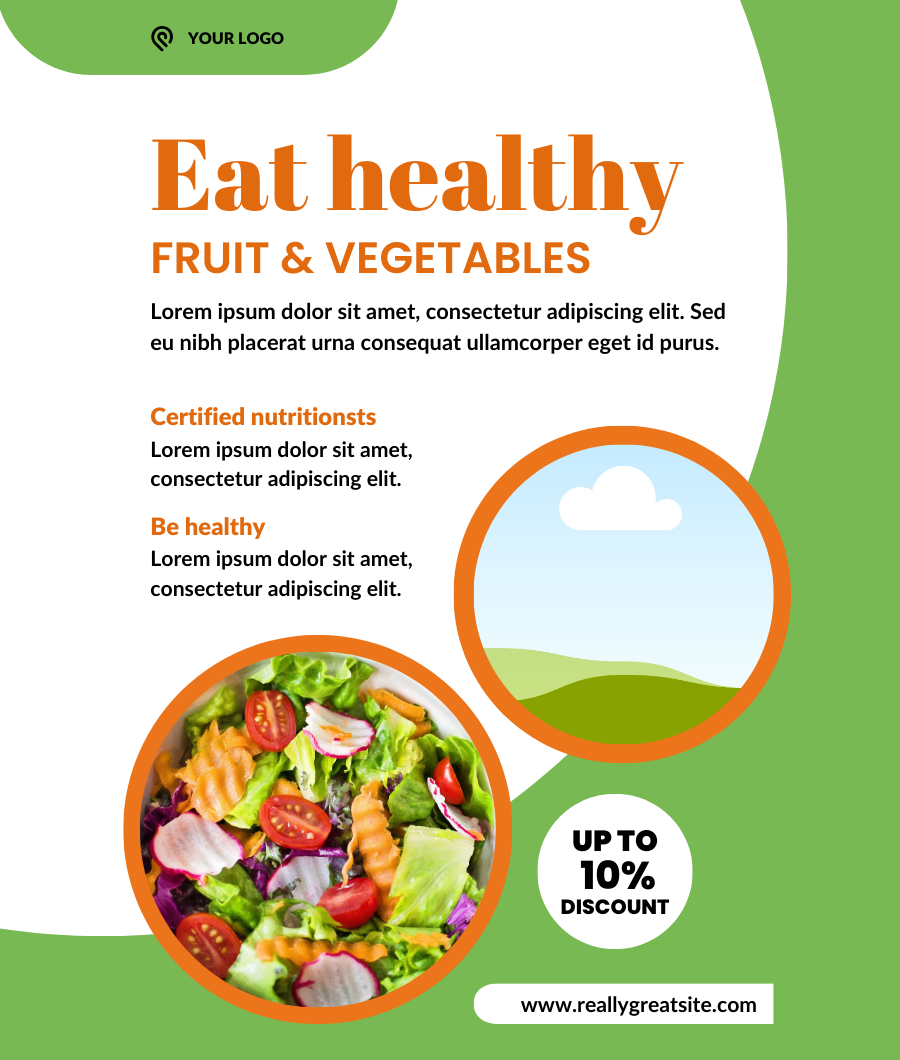 YOUR LOGO
Eat healthy
FRUIT & VEGETABLES
Lorem ipsum dolor sit amet, consectetur adipiscing elit. Sed
eu nibh placerat urna consequat ullamcorper eget id purus.
Certified nutritionsts
Lorem ipsum dolor sit amet,
consectetur adipiscing elit.
Be healthy
Lorem ipsum dolor sit amet,
consectetur adipiscing elit.
UP TO
10%
DISCOUNT
www.reallygreatsite.com